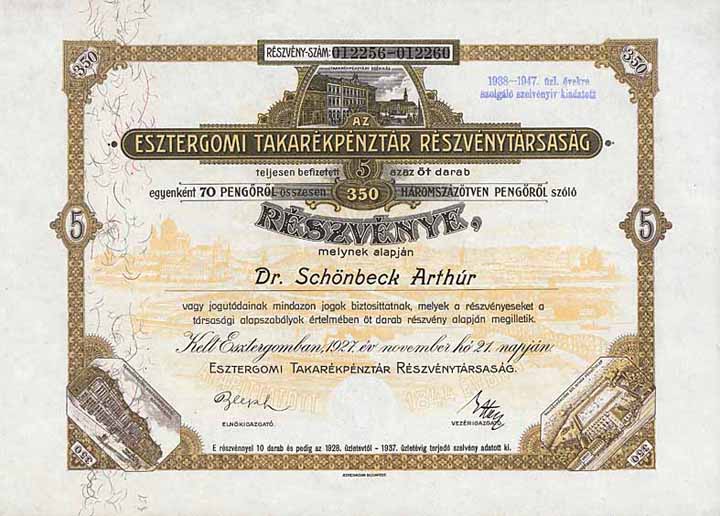 350
RÉSZVÉNY-SZÁM: 012256-012260
350
1938-1947. üzl. évekre
szolgáló szelvényív kiadatott
AZ
ESZTERGOMI TAKARÉKPÉNZTÁR RÉSZVÉNYTÁRSASÁG
teljesen befizetett 5 azaz öt darab
egyenként 70 PENGŐRŐL összesen 350 HÁROMSZÁZÖTVEN PENGŐRŐL szóló
5
RÉSZVÉNYE,
5
melynek alapján
Dr. Schönbeck Arthúr
vagy jogutódainak mindazon jogok biztosíttatnak, melyek a részvényeseket a
társasági alapszabályok értelmében öt darab részvény alapján megilletik.
Kelt Esztergomban, 1927. év november hó 21. napján.
ESZTERGOMI TAKARÉKPÉNZTÁR RÉSZVÉNYTÁRSASÁG.
1844
ELNÖKIGAZGATÓ.
VEZÉRIGAZGATÓ.
350
350
E részvénnyel 10 darab és pedig az 1928. üzletévtől - 1937. üzletévig terjedő szelvény adatott ki.